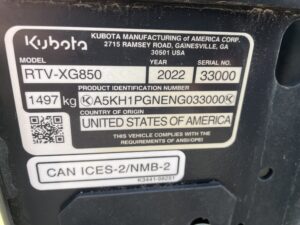 Kubota
KUBOTA MANUFACTURING of AMERICA CORP.
2715 RAMSEY ROAD, GAINESVILLE, GA
30501 USA
MODEL YEAR SERIAL NUMBER
RTV-XG850 2022 33000
PRODUCT IDENTIFICATION NUMBER
1497 kg KA5KH1PGNENG033000K
COUNTRY OF ORIGIN
UNITED STATES OF AMERICA
THIS VEHICLE FULLY COMPLIES WITH THE
REQUIREMENTS OF ANSI/OPEI
CAN ICES-2/NMB-2